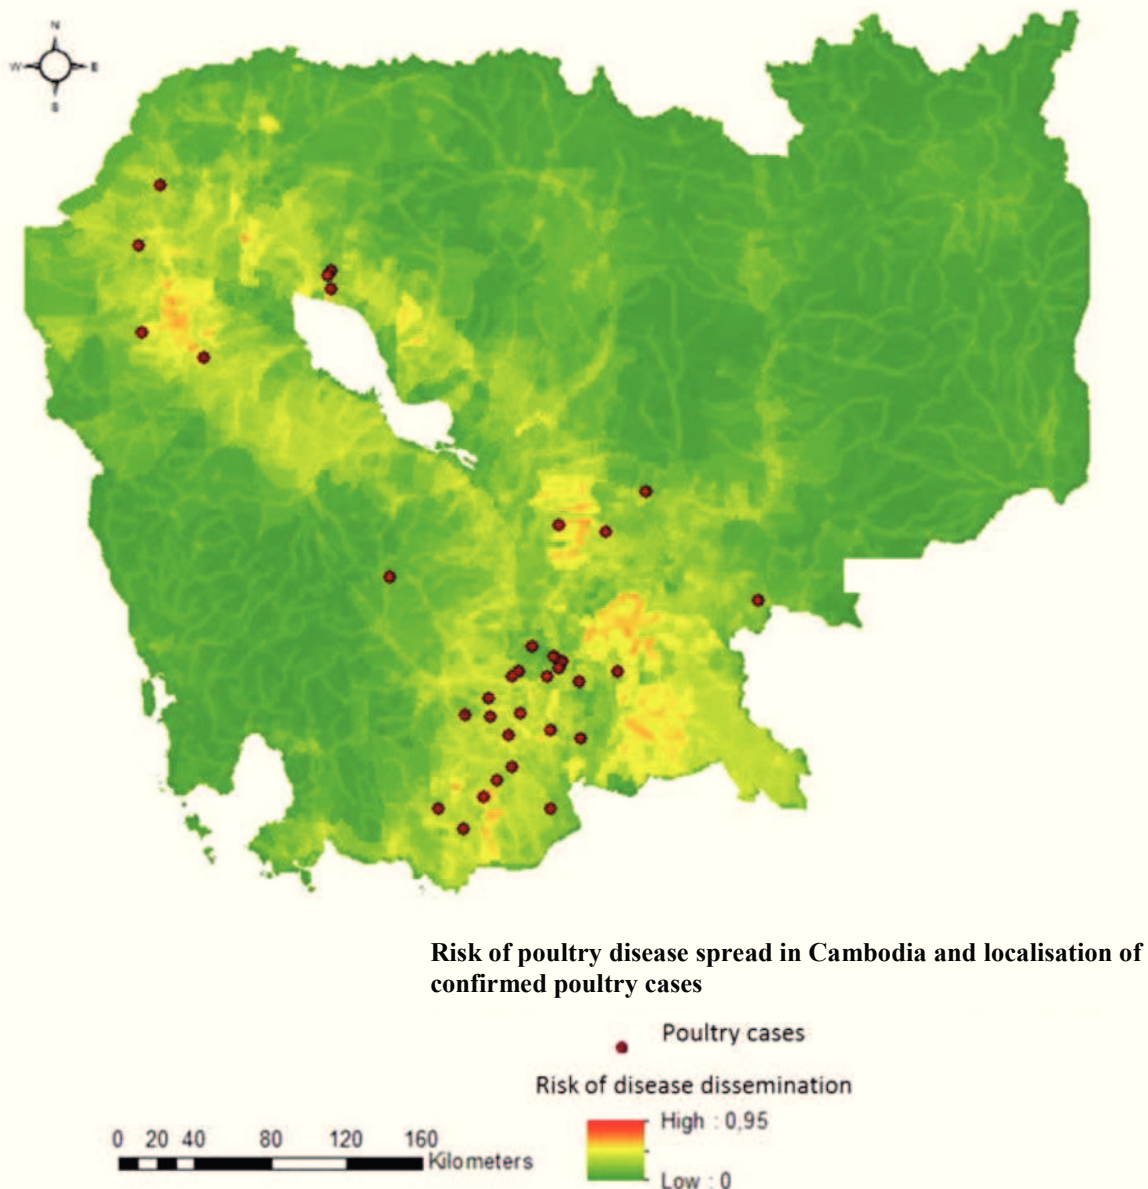 N
W E
S
Risk of poultry disease spread in Cambodia and localisation of
confirmed poultry cases
Poultry cases
Risk of disease dissemination
High : 0,95
Low : 0
0 20 40 80 120 160
Kilometers